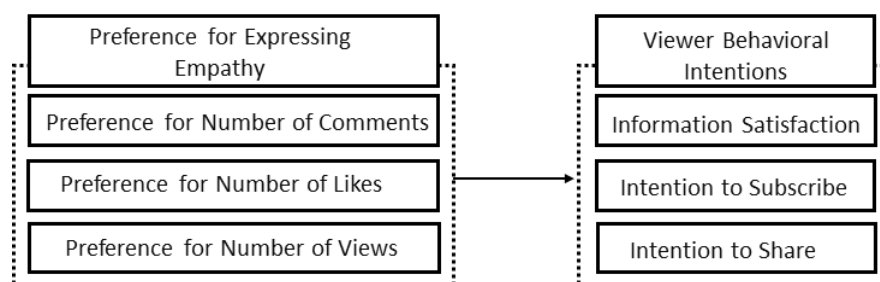 Preference for Expressing
Empathy
Preference for Number of Comments
Preference for Number of Likes
Preference for Number of Views
Viewer Behavioral
Intentions
Information Satisfaction
Intention to Subscribe
Intention to Share